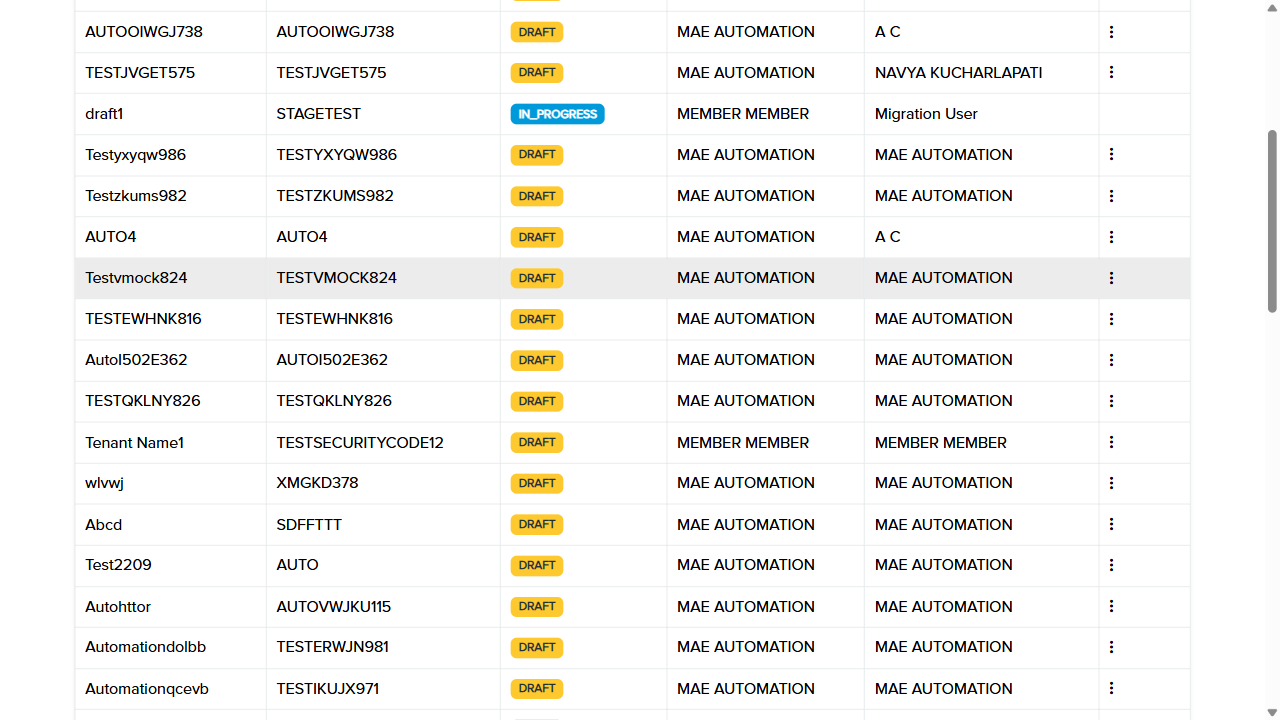 AUTOOIWGJ738 AUTOOIWGJ738 DRAFT MAE AUTOMATION A C
TESTJVGET575 TESTJVGET575 DRAFT MAE AUTOMATION NAVYA KUCHARLAPATI
draft1 STAGETEST IN_PROGRESS MEMBER MEMBER Migration User
Testyxyqw986 TESTYXYQW986 DRAFT MAE AUTOMATION MAE AUTOMATION
Testzkums982 TESTZKUMS982 DRAFT MAE AUTOMATION MAE AUTOMATION
AUTO4 AUTO4 DRAFT MAE AUTOMATION A C
Testvmock824 TESTVMOCK824 DRAFT MAE AUTOMATION MAE AUTOMATION
TESTEWHNK816 TESTEWHNK816 DRAFT MAE AUTOMATION MAE AUTOMATION
AutoI502E362 AUTOI502E362 DRAFT MAE AUTOMATION MAE AUTOMATION
TESTQKLNY826 TESTQKLNY826 DRAFT MAE AUTOMATION MAE AUTOMATION
Tenant Name1 TESTSECURITYCODE12 DRAFT MEMBER MEMBER MEMBER MEMBER
wlvwj XMGKD378 DRAFT MAE AUTOMATION MAE AUTOMATION
Abcd SDFFTTT DRAFT MAE AUTOMATION MAE AUTOMATION
Test2209 AUTO DRAFT MAE AUTOMATION MAE AUTOMATION
Autohttor AUTOVWJKU115 DRAFT MAE AUTOMATION MAE AUTOMATION
Automationdolbb TESTERWJN981 DRAFT MAE AUTOMATION MAE AUTOMATION
Automationqcevb TESTIKUJX971 DRAFT MAE AUTOMATION MAE AUTOMATION